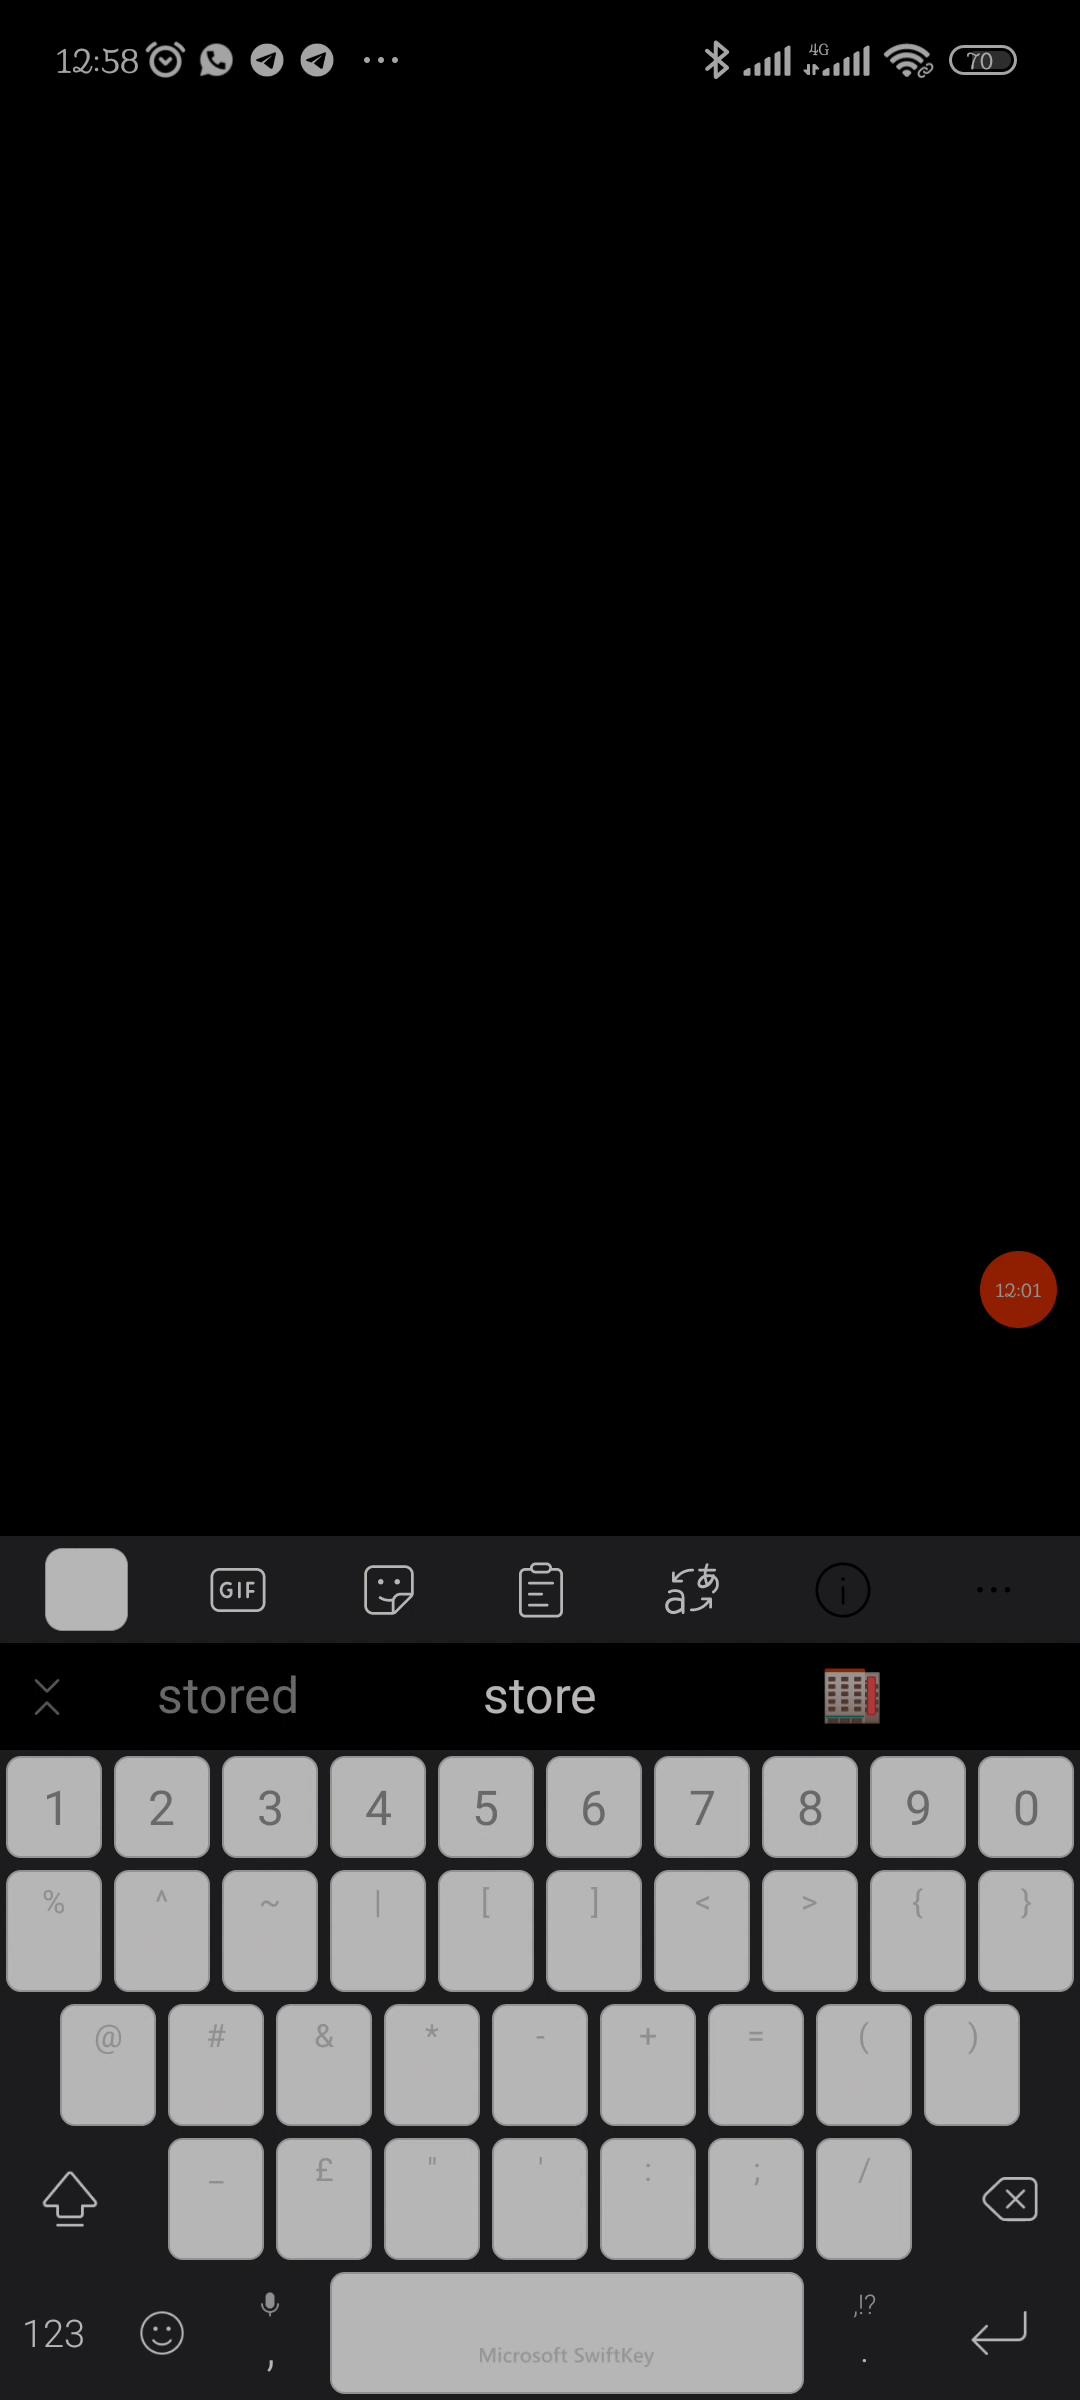 12:58 4G 70
12:01
GIF
stored store
1 2 3 4 5 6 7 8 9 0
% ^ ~ | [ ] < > { }
@ # & * - + = ( )
_ £ " ' : ; /
,!?
123 , Microsoft SwiftKey .